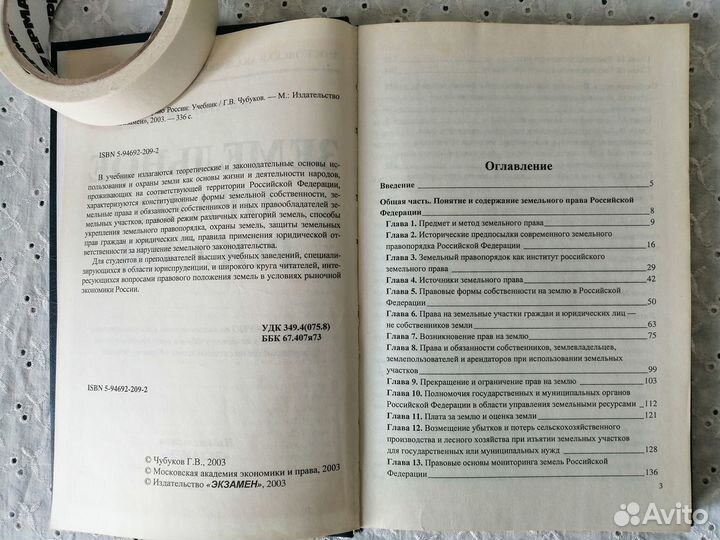 ию России: Учебник / Г.В. Чубуков. — М.: Издательство
«Экзамен», 2003. — 336 с.
ISBN 5-94692-209-2
В учебнике излагаются теоретические и законодательные основы ис-
пользования и охраны земли как основы жизни и деятельности народов,
проживающих на соответствующей территории Российской Федерации,
характеризуются конституционные формы земельной собственности, зе-
мельные права и обязанности собственников и иных правообладателей зе-
мельных участков, правовой режим различных категорий земель, способы
укрепления земельного правопорядка, охраны земель, защиты земельных
прав граждан и юридических лиц, правила применения юридической от-
ветственности за нарушение земельного законодательства.
Для студентов и преподавателей высших учебных заведений, специали-
зирующихся в области юриспруденции, и широкого круга читателей, инте-
ресующихся вопросами правового положения земель в условиях рыночной
экономики России.
УДК 349.4(075.8)
ББК 67.407я73
ISBN 5-94692-209-2
© Чубуков Г.В., 2003
© Московская академия экономики и права, 2003
© Издательство «ЭКЗАМЕН», 2003
Оглавление
Введение 5
Общая часть. Понятие и содержание земельного права Российской
Федерации 8
Глава 1. Предмет и метод земельного права 9
Глава 2. Исторические предпосылки современного земельного
правопорядка Российской Федерации 16
Глава 3. Земельный правопорядок как институт российского
земельного права 29
Глава 4. Источники земельного права 42
Глава 5. Правовые формы собственности на землю в Российской
Федерации 50
Глава 6. Права на земельные участки граждан и юридических лиц —
не собственников земли 63
Глава 7. Возникновение прав на землю 75
Глава 8. Права и обязанности собственников, землевладельцев,
землепользователей и арендаторов при использовании земельных
участков 99
Глава 9. Прекращение и ограничение прав на землю 103
Глава 10. Полномочия государственных и муниципальных органов
Российской Федерации в области управления земельными ресурсами 112
Глава 11. Плата за землю и оценка земли 121
Глава 12. Возмещение убытков и потерь сельскохозяйственного
производства и лесного хозяйства при изъятии земельных участков
для государственных или муниципальных нужд 128
Глава 13. Правовые основы мониторинга земель Российской
Федерации 136
3
Avito